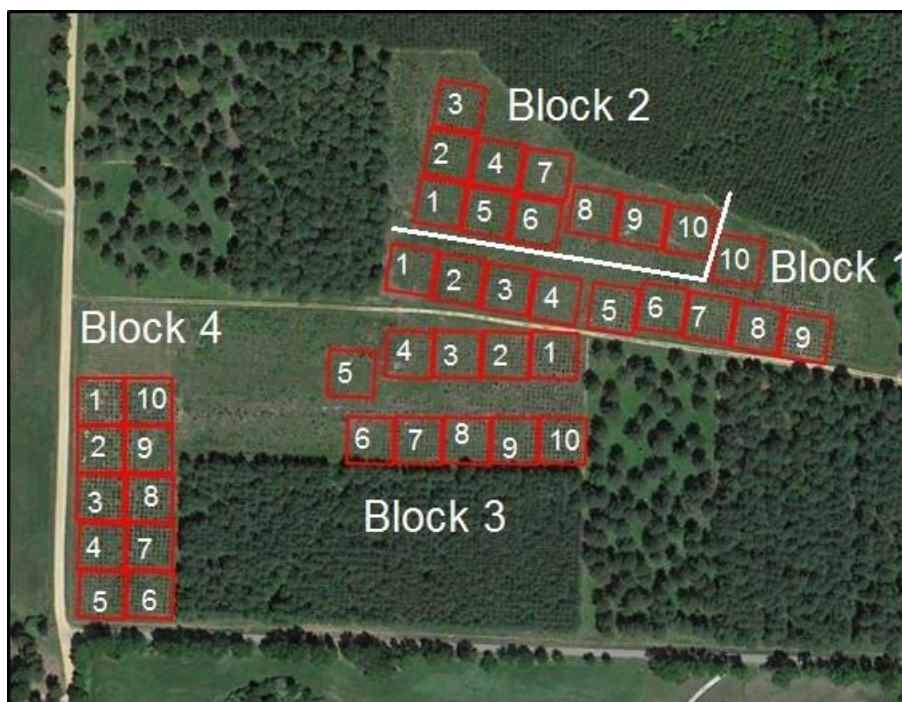 3 Block 2
2 4 7
1 5 6 8 9 10
10 Block 1
1 2 3 4 5 6 7 8 9
Block 4
4 3 2 1
5
1 10
2 9
6 7 8 9 10
3 8
Block 3
4 7
5 6